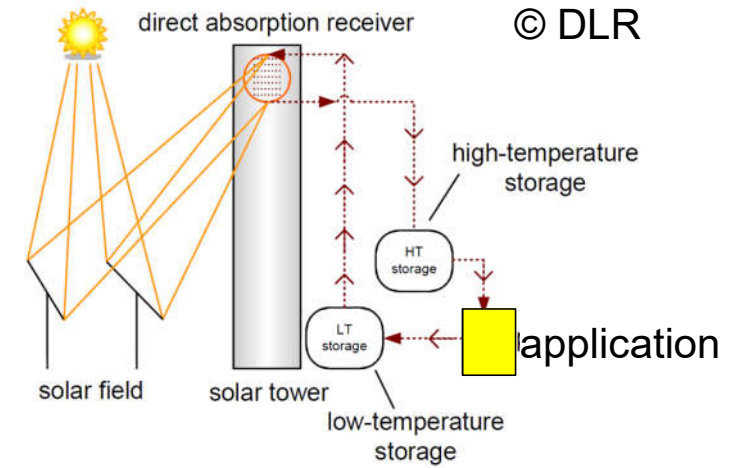 direct absorption receiver
© DLR
high-temperature
storage
HT
storage
LT
storage
application
solar field
solar tower
low-temperature
storage